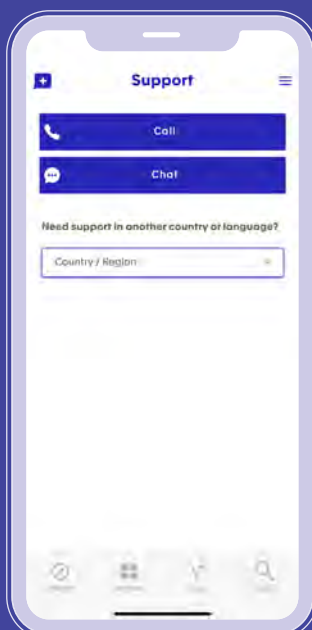 Support
Call
Chat
Need support in another country or language?
Country / Region